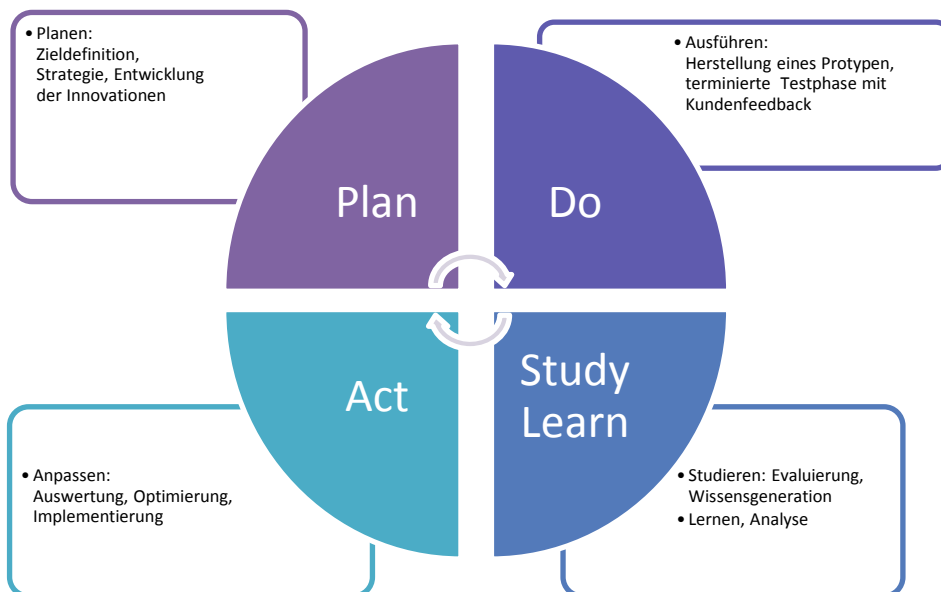 • Planen:
Zieldefinition,
Strategie, Entwicklung
der Innovationen
• Ausführen:
Herstellung eines Protypen,
terminierte Testphase mit
Kundenfeedback
Plan
Do
Act
Study
Learn
• Anpassen:
Auswertung, Optimierung,
Implementierung
• Studieren: Evaluierung,
Wissensgeneration
• Lernen, Analyse